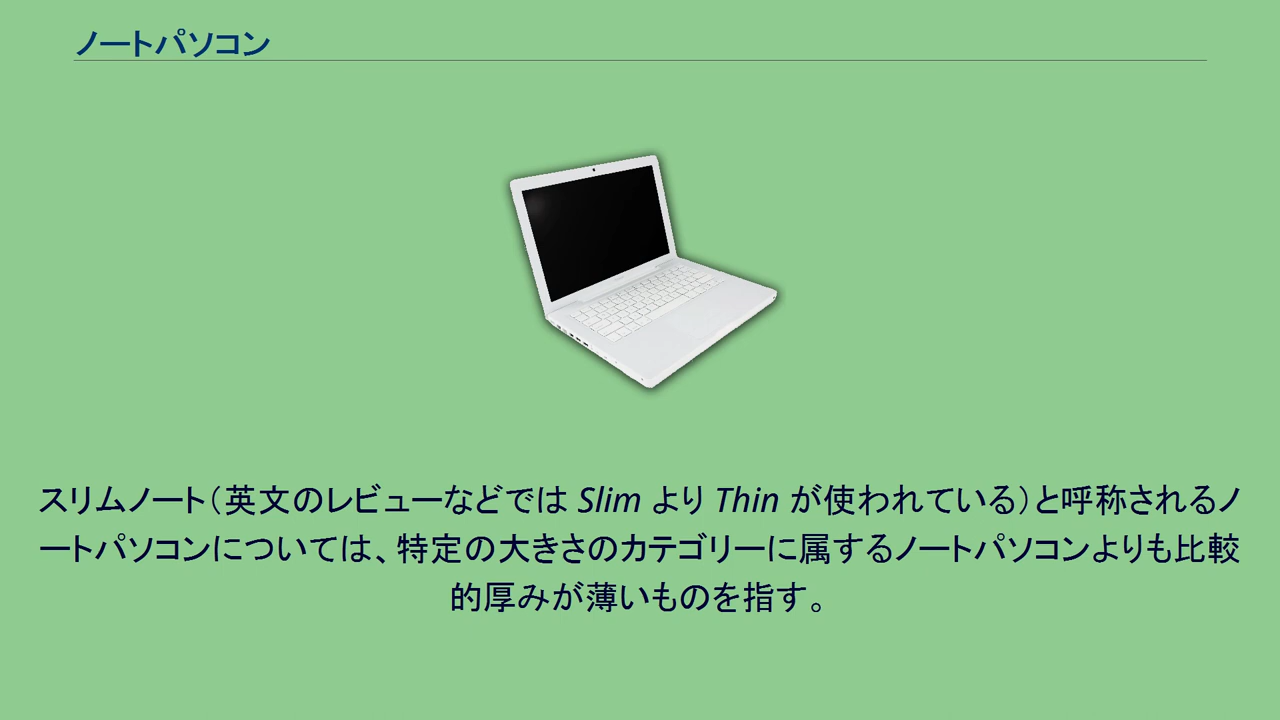 ノートパソコン
スリムノート（英文のレビューなどでは Slim より Thin が使われている）と呼称されるノ
ートパソコンについては、特定の大きさのカテゴリーに属するノートパソコンよりも比較
的厚みが薄いものを指す。